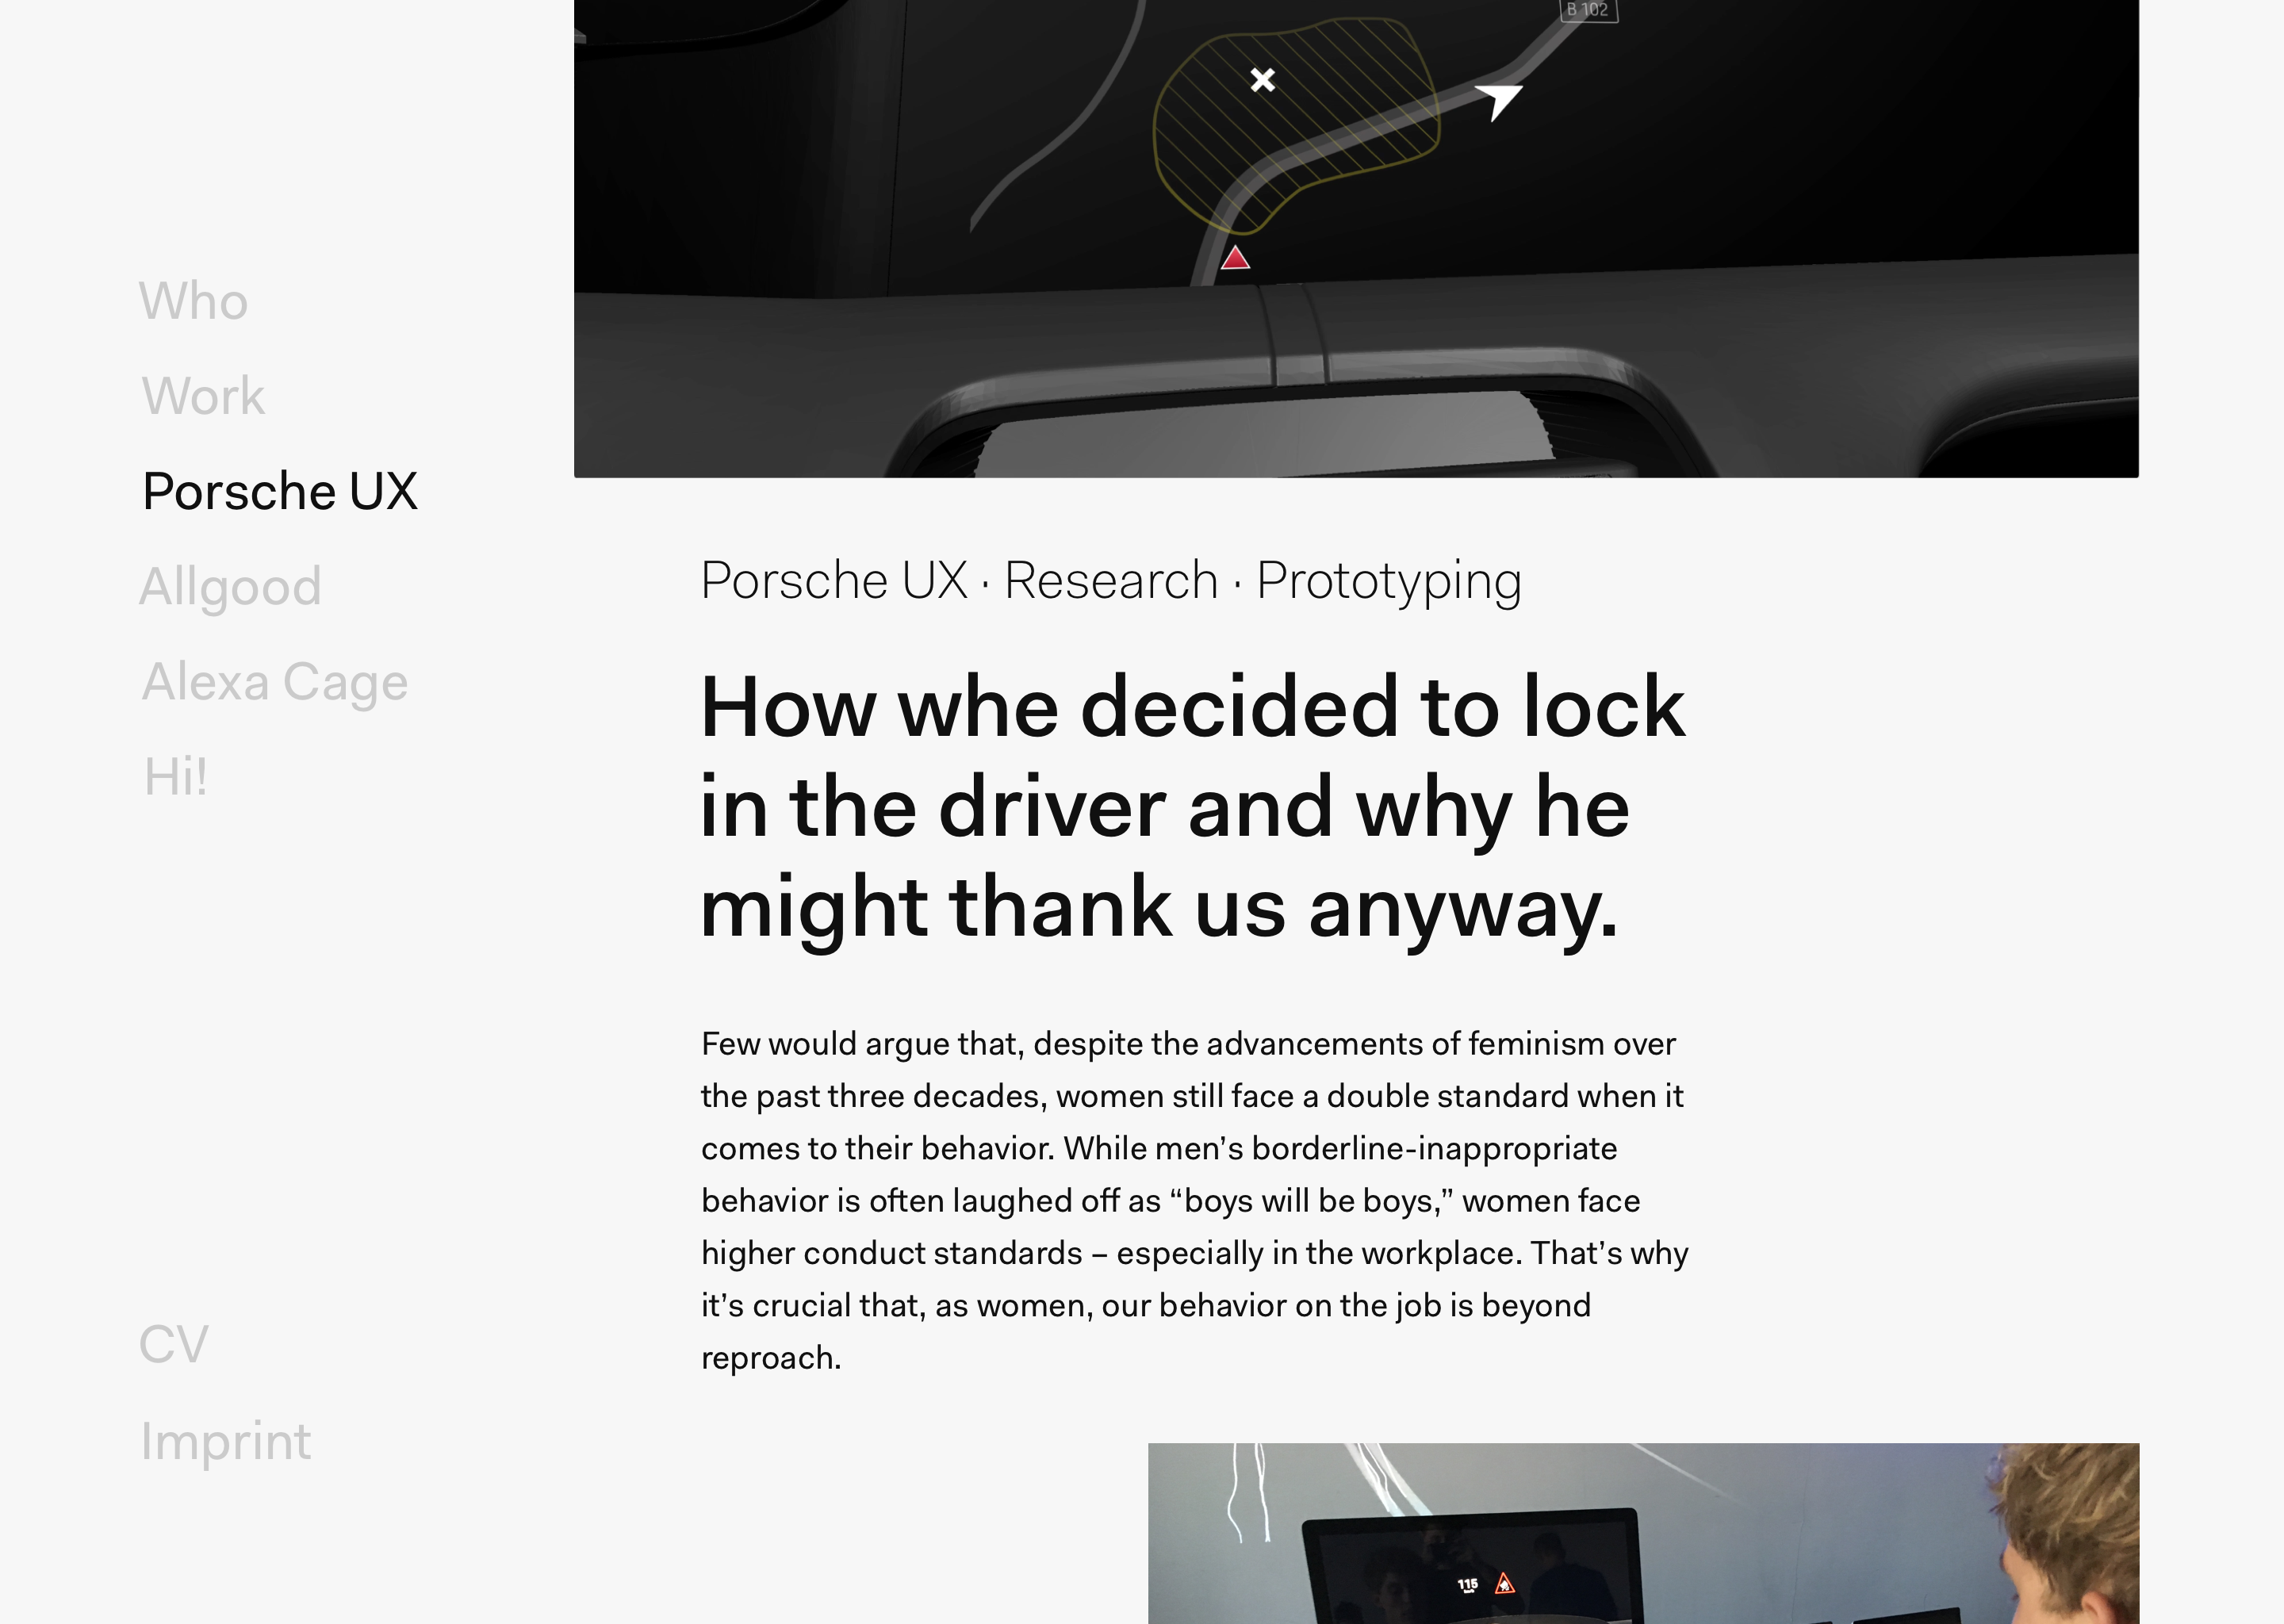 B 102
Who
Work
Porsche UX
Allgood
Alexa Cage
Hi!
CV
Imprint
Porsche UX · Research · Prototyping
How whe decided to lock
in the driver and why he
might thank us anyway.
Few would argue that, despite the advancements of feminism over
the past three decades, women still face a double standard when it
comes to their behavior. While men’s borderline-inappropriate
behavior is often laughed off as “boys will be boys,” women face
higher conduct standards – especially in the workplace. That’s why
it’s crucial that, as women, our behavior on the job is beyond
reproach.
115